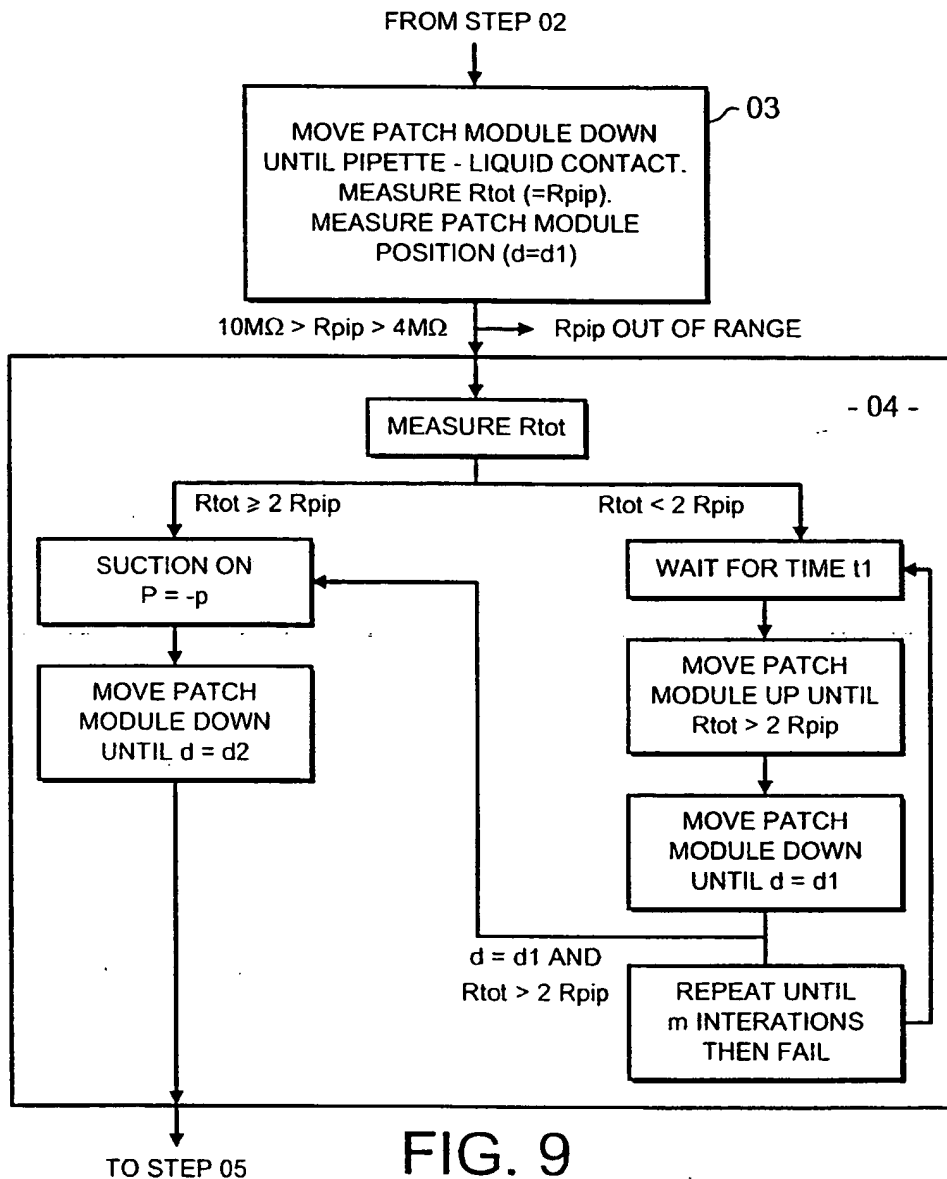 FROM STEP 02
03
MOVE PATCH MODULE DOWN
UNTIL PIPETTE - LIQUID CONTACT.
MEASURE Rtot (=Rpip).
MEASURE PATCH MODULE
POSITION (d=d1)
10MΩ > Rpip > 4MΩ
Rpip OUT OF RANGE
- 04 -
MEASURE Rtot
Rtot ⩾ 2 Rpip
Rtot < 2 Rpip
SUCTION ON
P = -p
WAIT FOR TIME t1
MOVE PATCH
MODULE DOWN
UNTIL d = d2
MOVE PATCH
MODULE UP UNTIL
Rtot > 2 Rpip
MOVE PATCH
MODULE DOWN
UNTIL d = d1
d = d1 AND
Rtot > 2 Rpip
REPEAT UNTIL
m INTERATIONS
THEN FAIL
TO STEP 05
FIG. 9